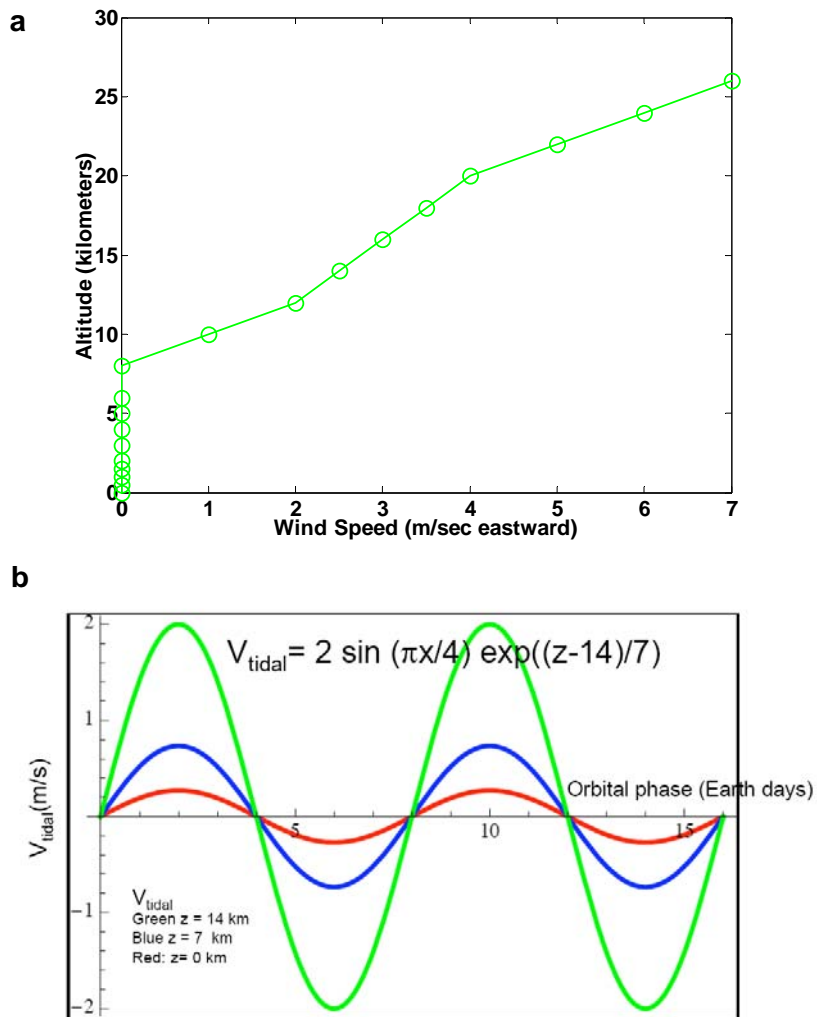 a
30
25
20
15
10
5
0
Altitude (kilometers)
0 1 2 3 4 5 6 7
Wind Speed (m/sec eastward)
b
V_tidal= 2 sin (πx/4) exp((z-14)/7)
2
1
−1
−2
V_tidal(m/s)
Orbital phase (Earth days)
5 10 15
V_tidal
Green z = 14 km
Blue z = 7 km
Red: z= 0 km